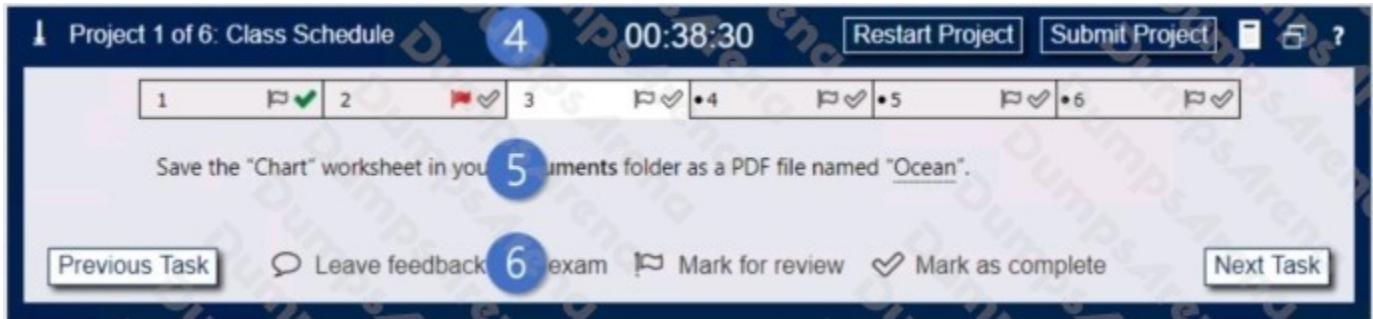 Project 1 of 6: Class Schedule 4 00:38:30 Restart Project Submit Project ?
1 2 3 •4 •5 •6
Save the "Chart" worksheet in you 5 uments folder as a PDF file named "Ocean".
Previous Task Leave feedback 6 exam Mark for review Mark as complete Next Task
DumpsArena